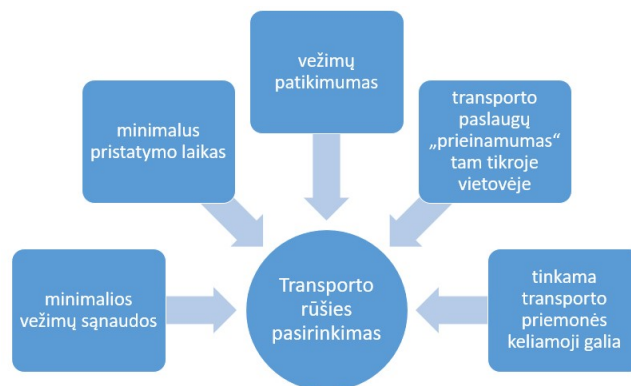 vežimų
patikimumas
minimalus
pristatymo laikas
transporto
paslaugų
„prieinamumas“
tam tikroje
vietovėje
minimalios
vežimų sąnaudos
Transporto
rūšies
pasirinkimas
tinkama
transporto
priemonės
keliamoji galia